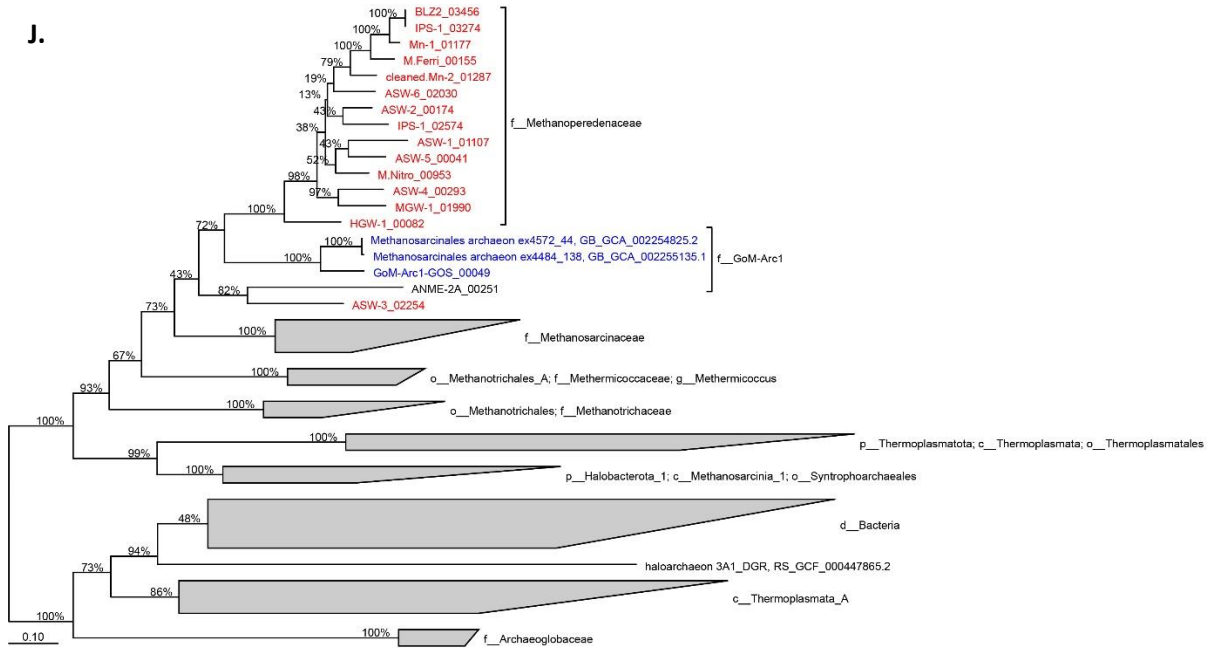 J.
100%
BLZ2_03456
IPS-1_03274
100%
Mn-1_01177
100%
M.Ferri_00155
79%
cleaned.Mn-2_01287
19%
ASW-6_02030
13%
ASW-2_00174
43%
IPS-1_02574
f__Methanoperedenaceae
38%
ASW-1_01107
43%
ASW-5_00041
52%
M.Nitro_00953
98%
ASW-4_00293
97%
MGW-1_01990
100%
HGW-1_00082
72%
Methanosarcinales archaeon ex4572_44, GB_GCA_002254825.2
100%
Methanosarcinales archaeon ex4484_138, GB_GCA_002255135.1
f__GoM-Arc1
100%
GoM-Arc1-GOS_00049
43%
ANME-2A_00251
82%
ASW-3_02254
73%
100%
f__Methanosarcinaceae
67%
100%
o__Methanotrichales_A; f__Methermicoccaceae; g__Methermicoccus
93%
100%
o__Methanotrichales; f__Methanotrichaceae
100%
100%
p__Thermoplasmatota; c__Thermoplasmata; o__Thermoplasmatales
99%
100%
p__Halobacterota_1; c__Methanosarcinia_1; o__Syntrophoarchaeales
48%
d__Bacteria
94%
haloarchaeon 3A1_DGR, RS_GCF_000447865.2
73%
86%
c__Thermoplasmata_A
100%
100%
f__Archaeoglobaceae
0.10